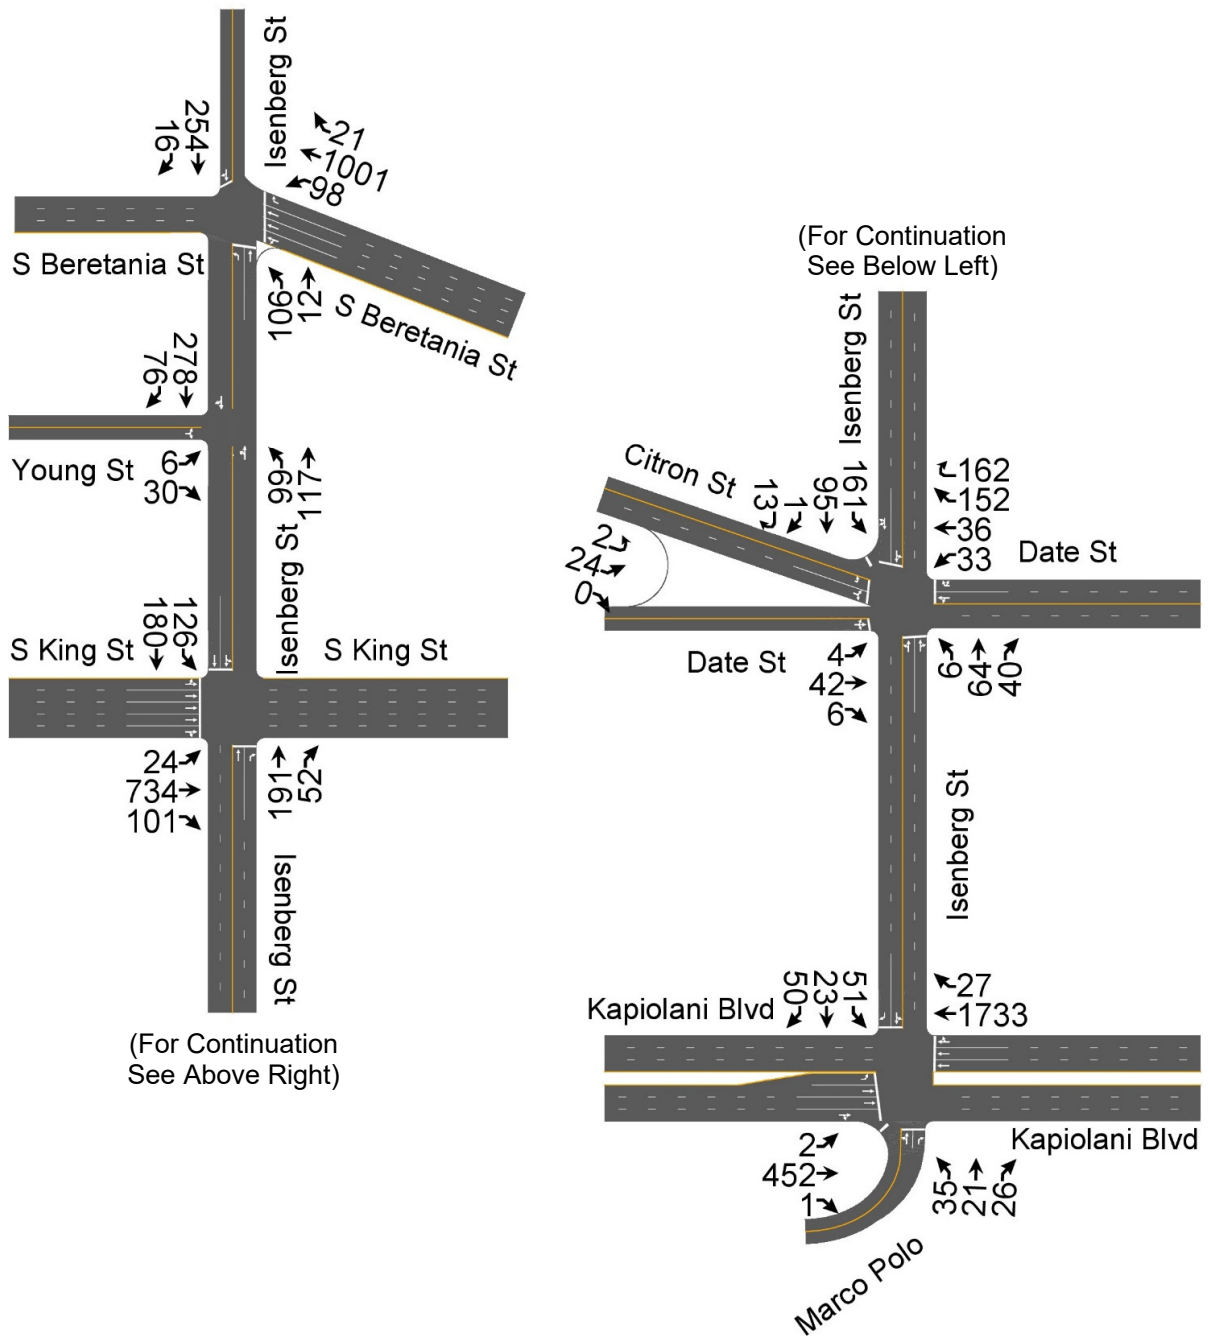 Isenberg St
254
16
21
1001
98
S Beretania St
106
12
S Beretania St
278
76
Young St
6
30
99
117
Isenberg St
126
180
S King St
S King St
24
734
101
191
52
Isenberg St
(For Continuation
See Above Right)
(For Continuation
See Below Left)
Isenberg St
Citron St
13
1
95
161
162
152
36
33
Date St
2
24
0
Date St
4
42
6
6
64
40
Isenberg St
50
23
51
27
1733
Kapiolani Blvd
Kapiolani Blvd
2
452
1
35
21
26
Marco Polo